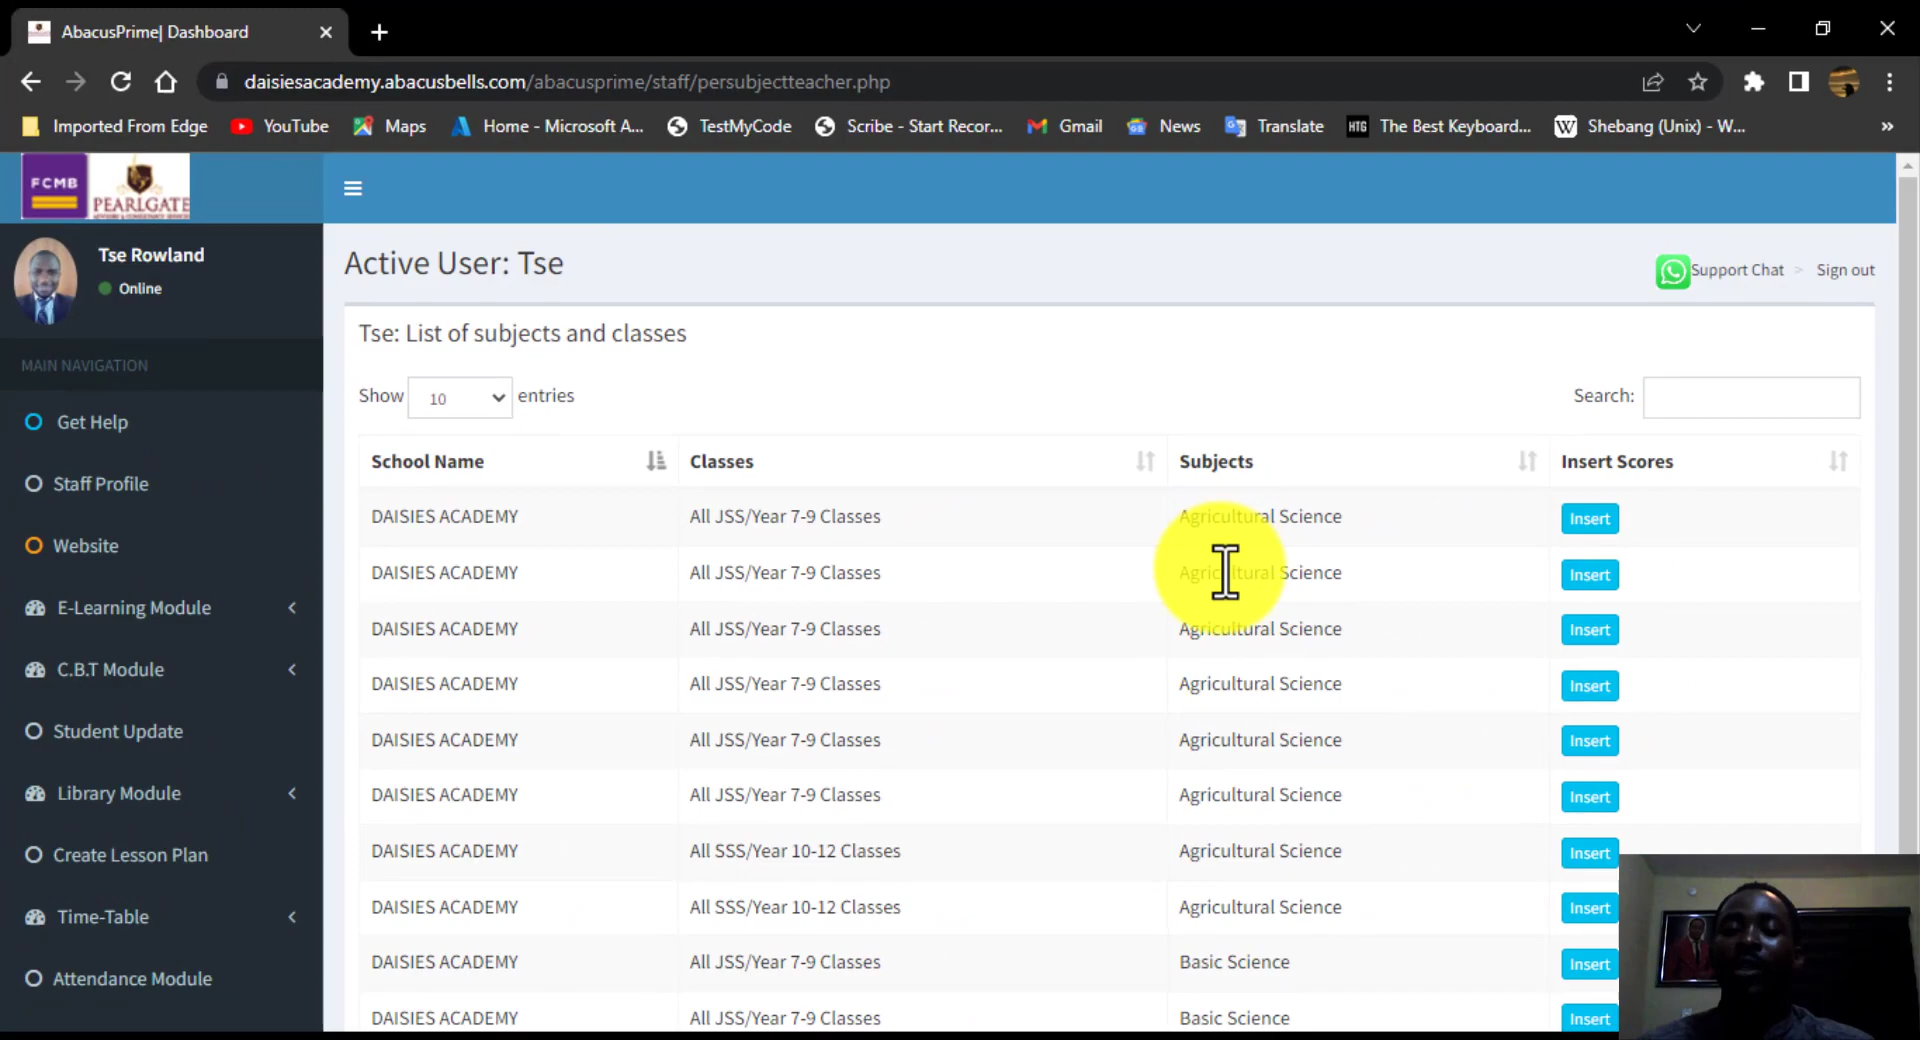 AbacusPrime| Dashboard
daisiesacademy.abacusbells.com/abacusprime/staff/persubjectteacher.php
Imported From Edge YouTube Maps Home - Microsoft A... TestMyCode Scribe - Start Recor... Gmail News Translate HTG The Best Keyboard... W Shebang (Unix) - W... »
FCMB PEARLGATE
Tse Rowland
Online
Active User: Tse
Support Chat > Sign out
MAIN NAVIGATION
Get Help
Staff Profile
Website
E-Learning Module
C.B.T Module
Student Update
Library Module
Create Lesson Plan
Time-Table
Attendance Module
Tse: List of subjects and classes
Show 10 entries Search:
School Name Classes Subjects Insert Scores
DAISIES ACADEMY All JSS/Year 7-9 Classes Agricultural Science Insert
DAISIES ACADEMY All JSS/Year 7-9 Classes Agricultural Science Insert
DAISIES ACADEMY All JSS/Year 7-9 Classes Agricultural Science Insert
DAISIES ACADEMY All JSS/Year 7-9 Classes Agricultural Science Insert
DAISIES ACADEMY All JSS/Year 7-9 Classes Agricultural Science Insert
DAISIES ACADEMY All JSS/Year 7-9 Classes Agricultural Science Insert
DAISIES ACADEMY All SSS/Year 10-12 Classes Agricultural Science Insert
DAISIES ACADEMY All SSS/Year 10-12 Classes Agricultural Science Insert
DAISIES ACADEMY All JSS/Year 7-9 Classes Basic Science Insert
DAISIES ACADEMY All JSS/Year 7-9 Classes Basic Science Insert